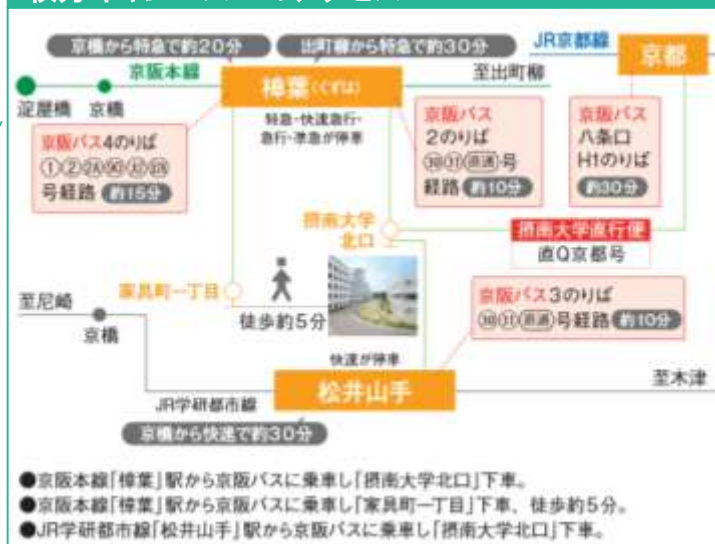 京橋から特急で約20分
出町柳から特急で約30分
JR京都線
京都
京阪本線
樟葉(くずは)
至出町柳
淀屋橋
京橋
特急・快速急行・
急行・準急が停車
京阪バス4のりば
号経路 約15分
京阪バス
2のりば
直通 号
経路 約10分
京阪バス
八条口
H1のりば
約30分
摂南大学
北口
摂南大学直行便
直Q京都号
家具町一丁目
徒歩約5分
京阪バス3のりば
直通 号経路 約10分
至尼崎
京橋
快速が停車
松井山手
至木津
JR学研都市線
京橋から快速で約30分
●京阪本線「樟葉」駅から京阪バスに乗車し「摂南大学北口」下車。
●京阪本線「樟葉」駅から京阪バスに乗車し「家具町一丁目」下車、徒歩約5分。
●JR学研都市線「松井山手」駅から京阪バスに乗車し「摂南大学北口」下車。